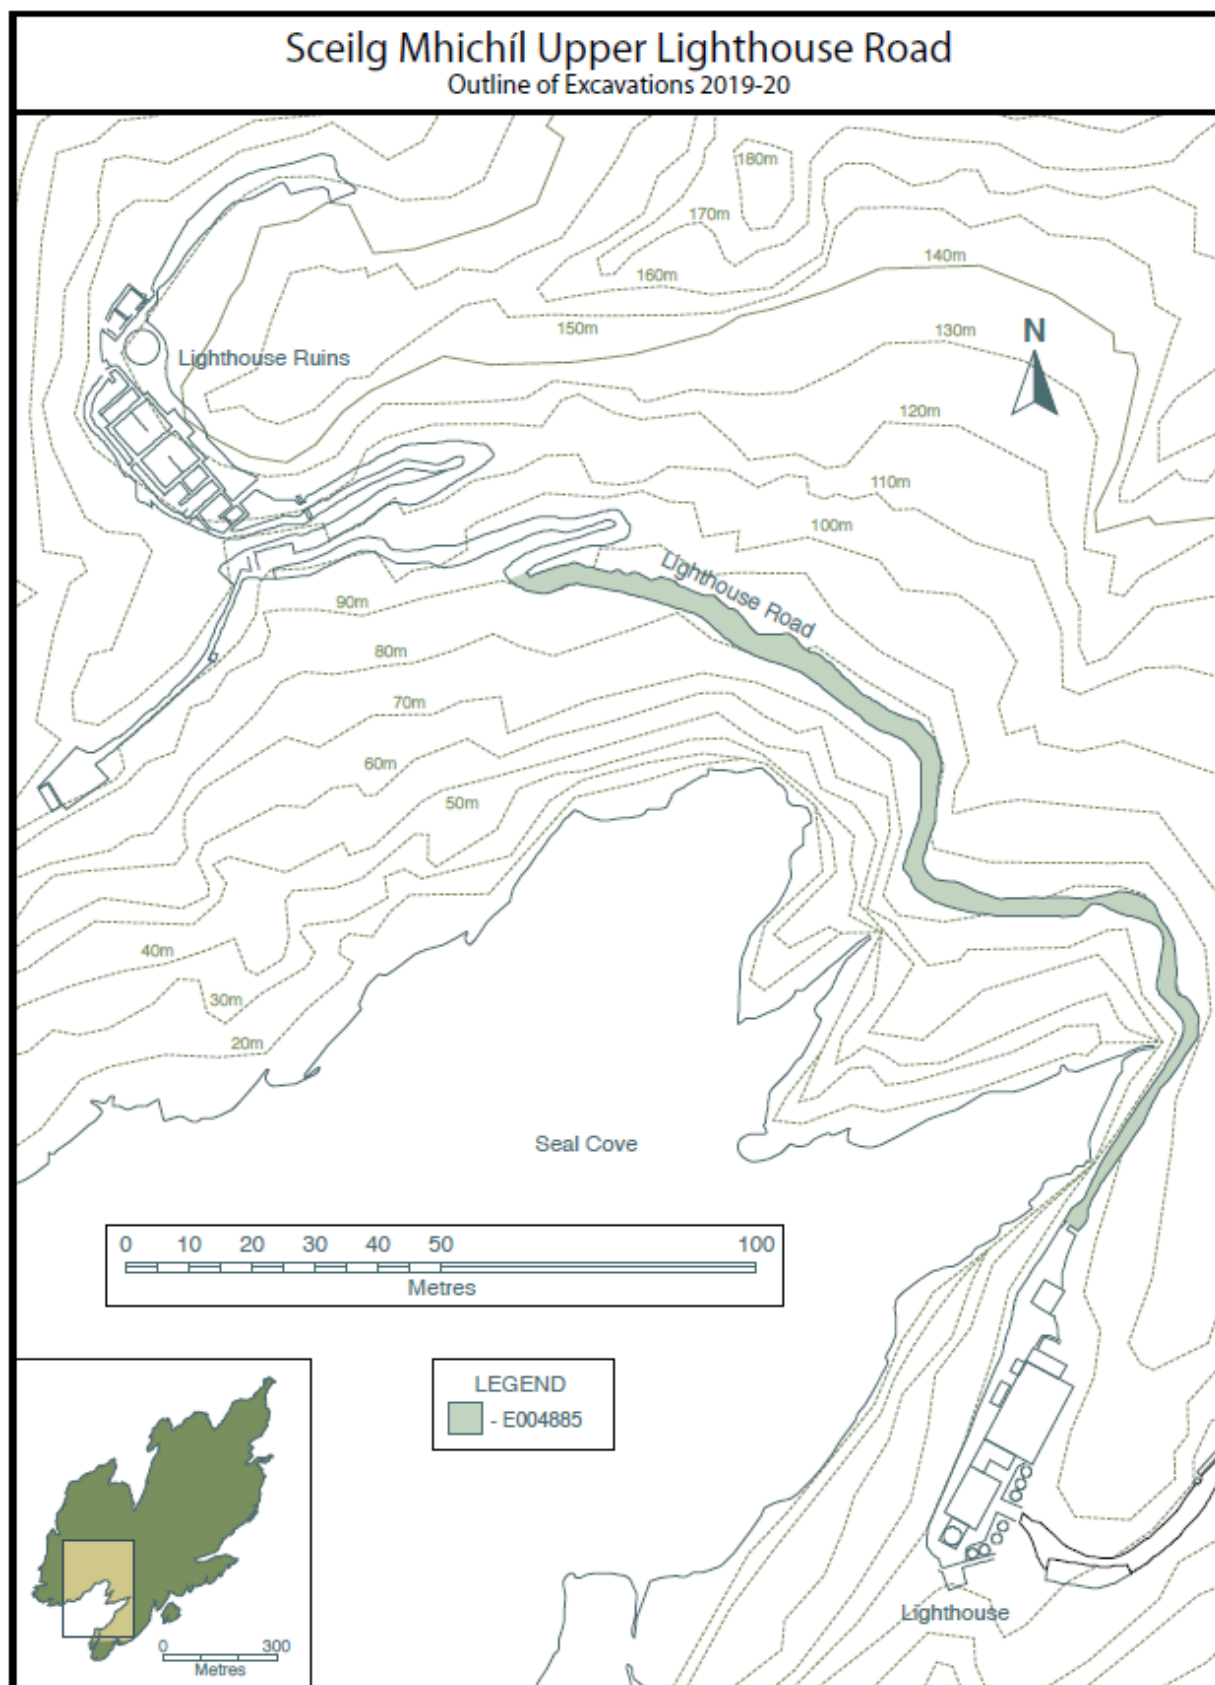 Sceilg Mhichíl Upper Lighthouse Road
Outline of Excavations 2019-20
180m
170m
160m
140m
150m
130m
N
Lighthouse Ruins
120m
110m
100m
Lighthouse Road
90m
80m
70m
60m
50m
40m
30m
20m
Seal Cove
0 10 20 30 40 50 100
Metres
LEGEND
- E004885
0 300
Metres
Lighthouse